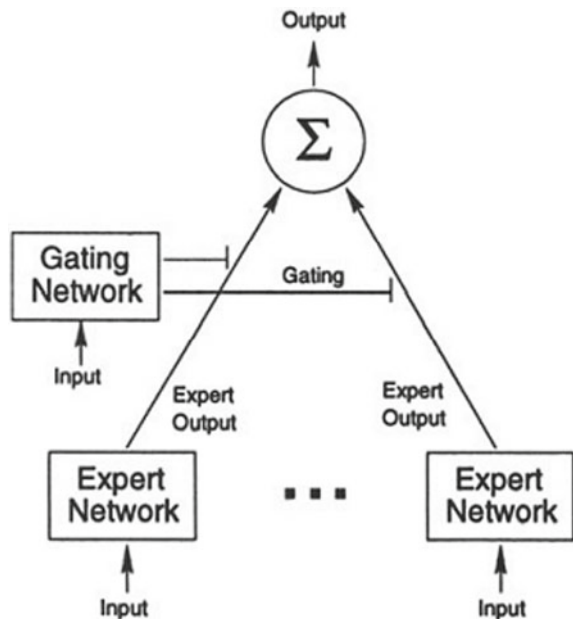 Output
Σ
Gating
Network
Gating
Input
Expert
Output
Expert
Output
Expert
Network
Expert
Network
Input
Input